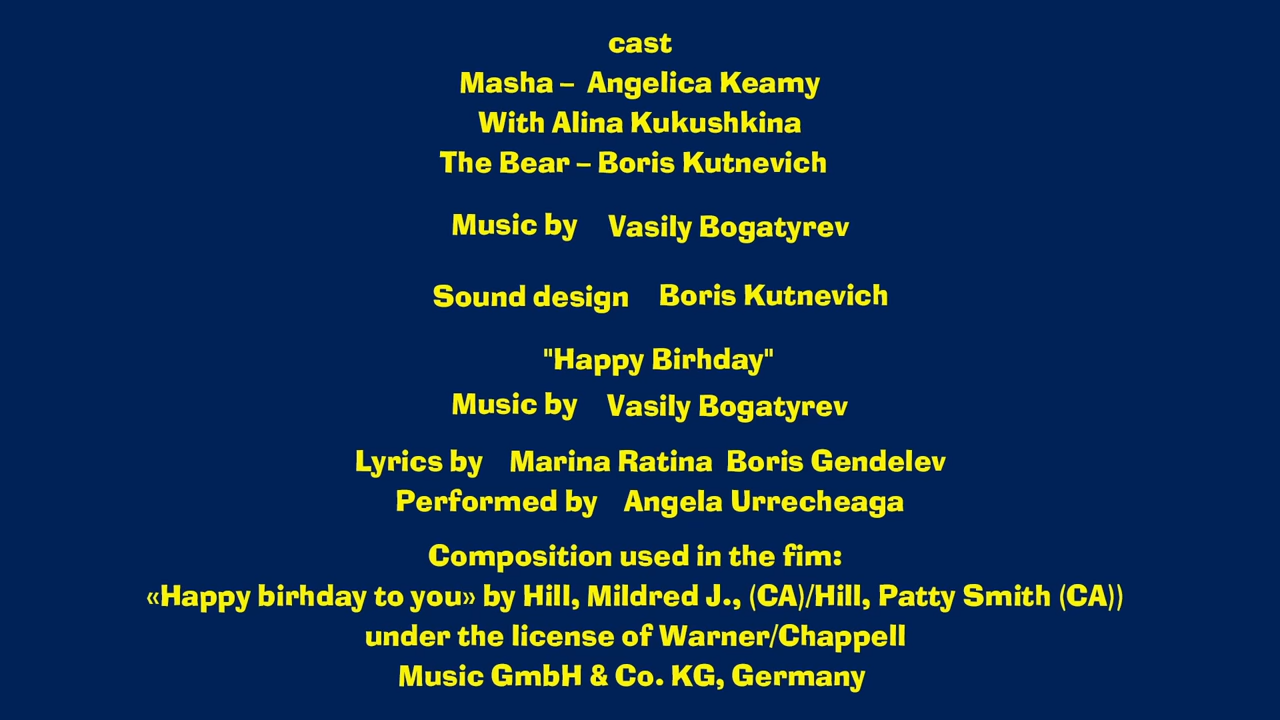 cast
Masha – Angelica Keamy
With Alina Kukushkina
The Bear – Boris Kutnevich
Music by Vasily Bogatyrev
Sound design Boris Kutnevich
"Happy Birhday"
Music by Vasily Bogatyrev
Lyrics by Marina Ratina Boris Gendelev
Performed by Angela Urrecheaga
Composition used in the fim:
«Happy birhday to you» by Hill, Mildred J., (CA)/Hill, Patty Smith (CA))
under the license of Warner/Chappell
Music GmbH & Co. KG, Germany